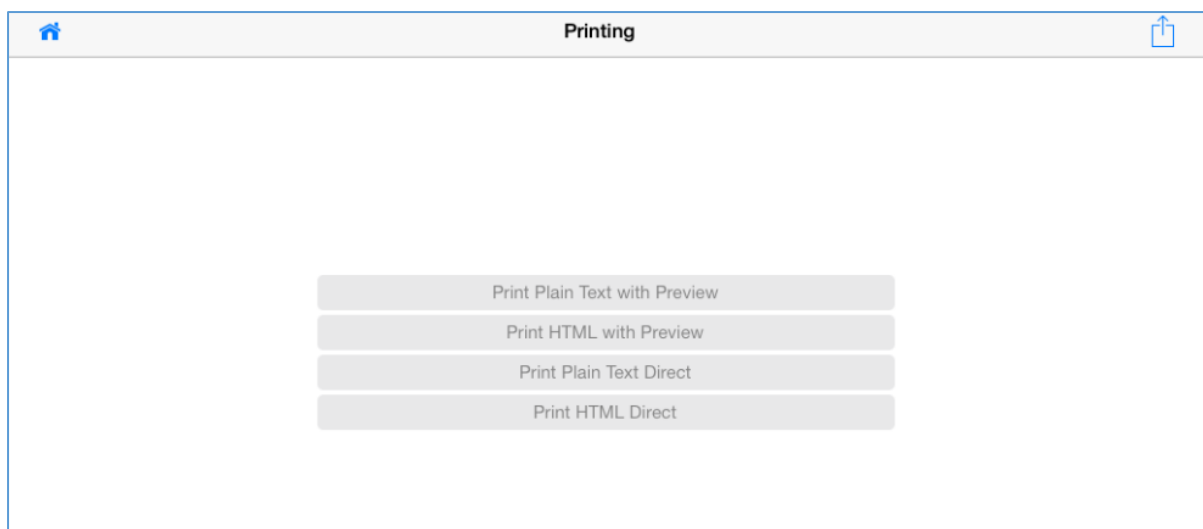 Printing
Print Plain Text with Preview
Print HTML with Preview
Print Plain Text Direct
Print HTML Direct